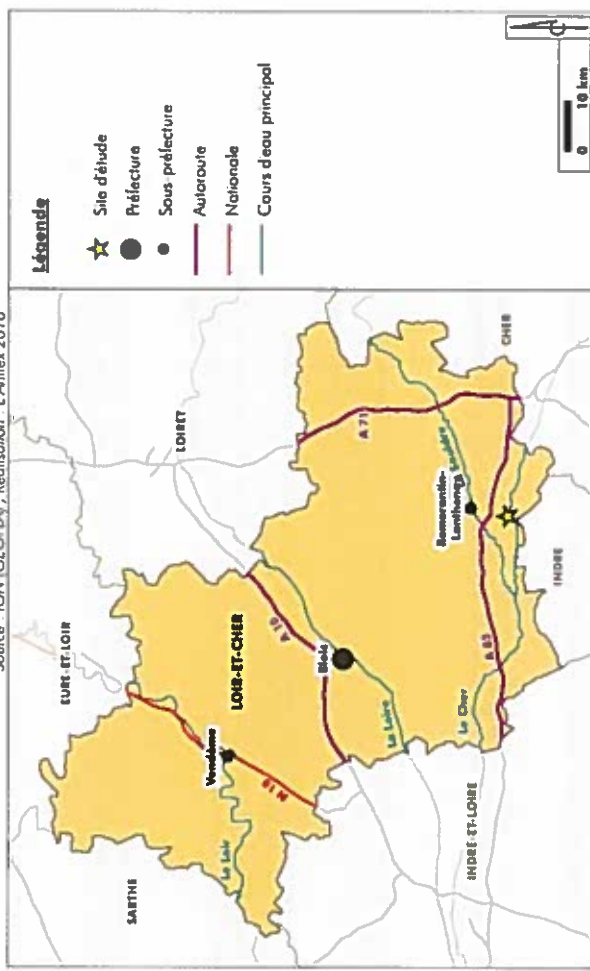 Légende
Site d'étude
Préfecture
Sous-préfecture
Autoroute
Nationale
Cours d'eau principal
0 10 km
EURE-ET-LOIR
SARTHE
LOIRET
LOIR-ET-CHER
Vendôme
N 10
Le Loir
A 10
Blois
La Loire
A 71
Sauldre
Romorantin-
Lanthenay
Le Cher
A 85
CHER
INDRE
INDRE-ET-LOIRE